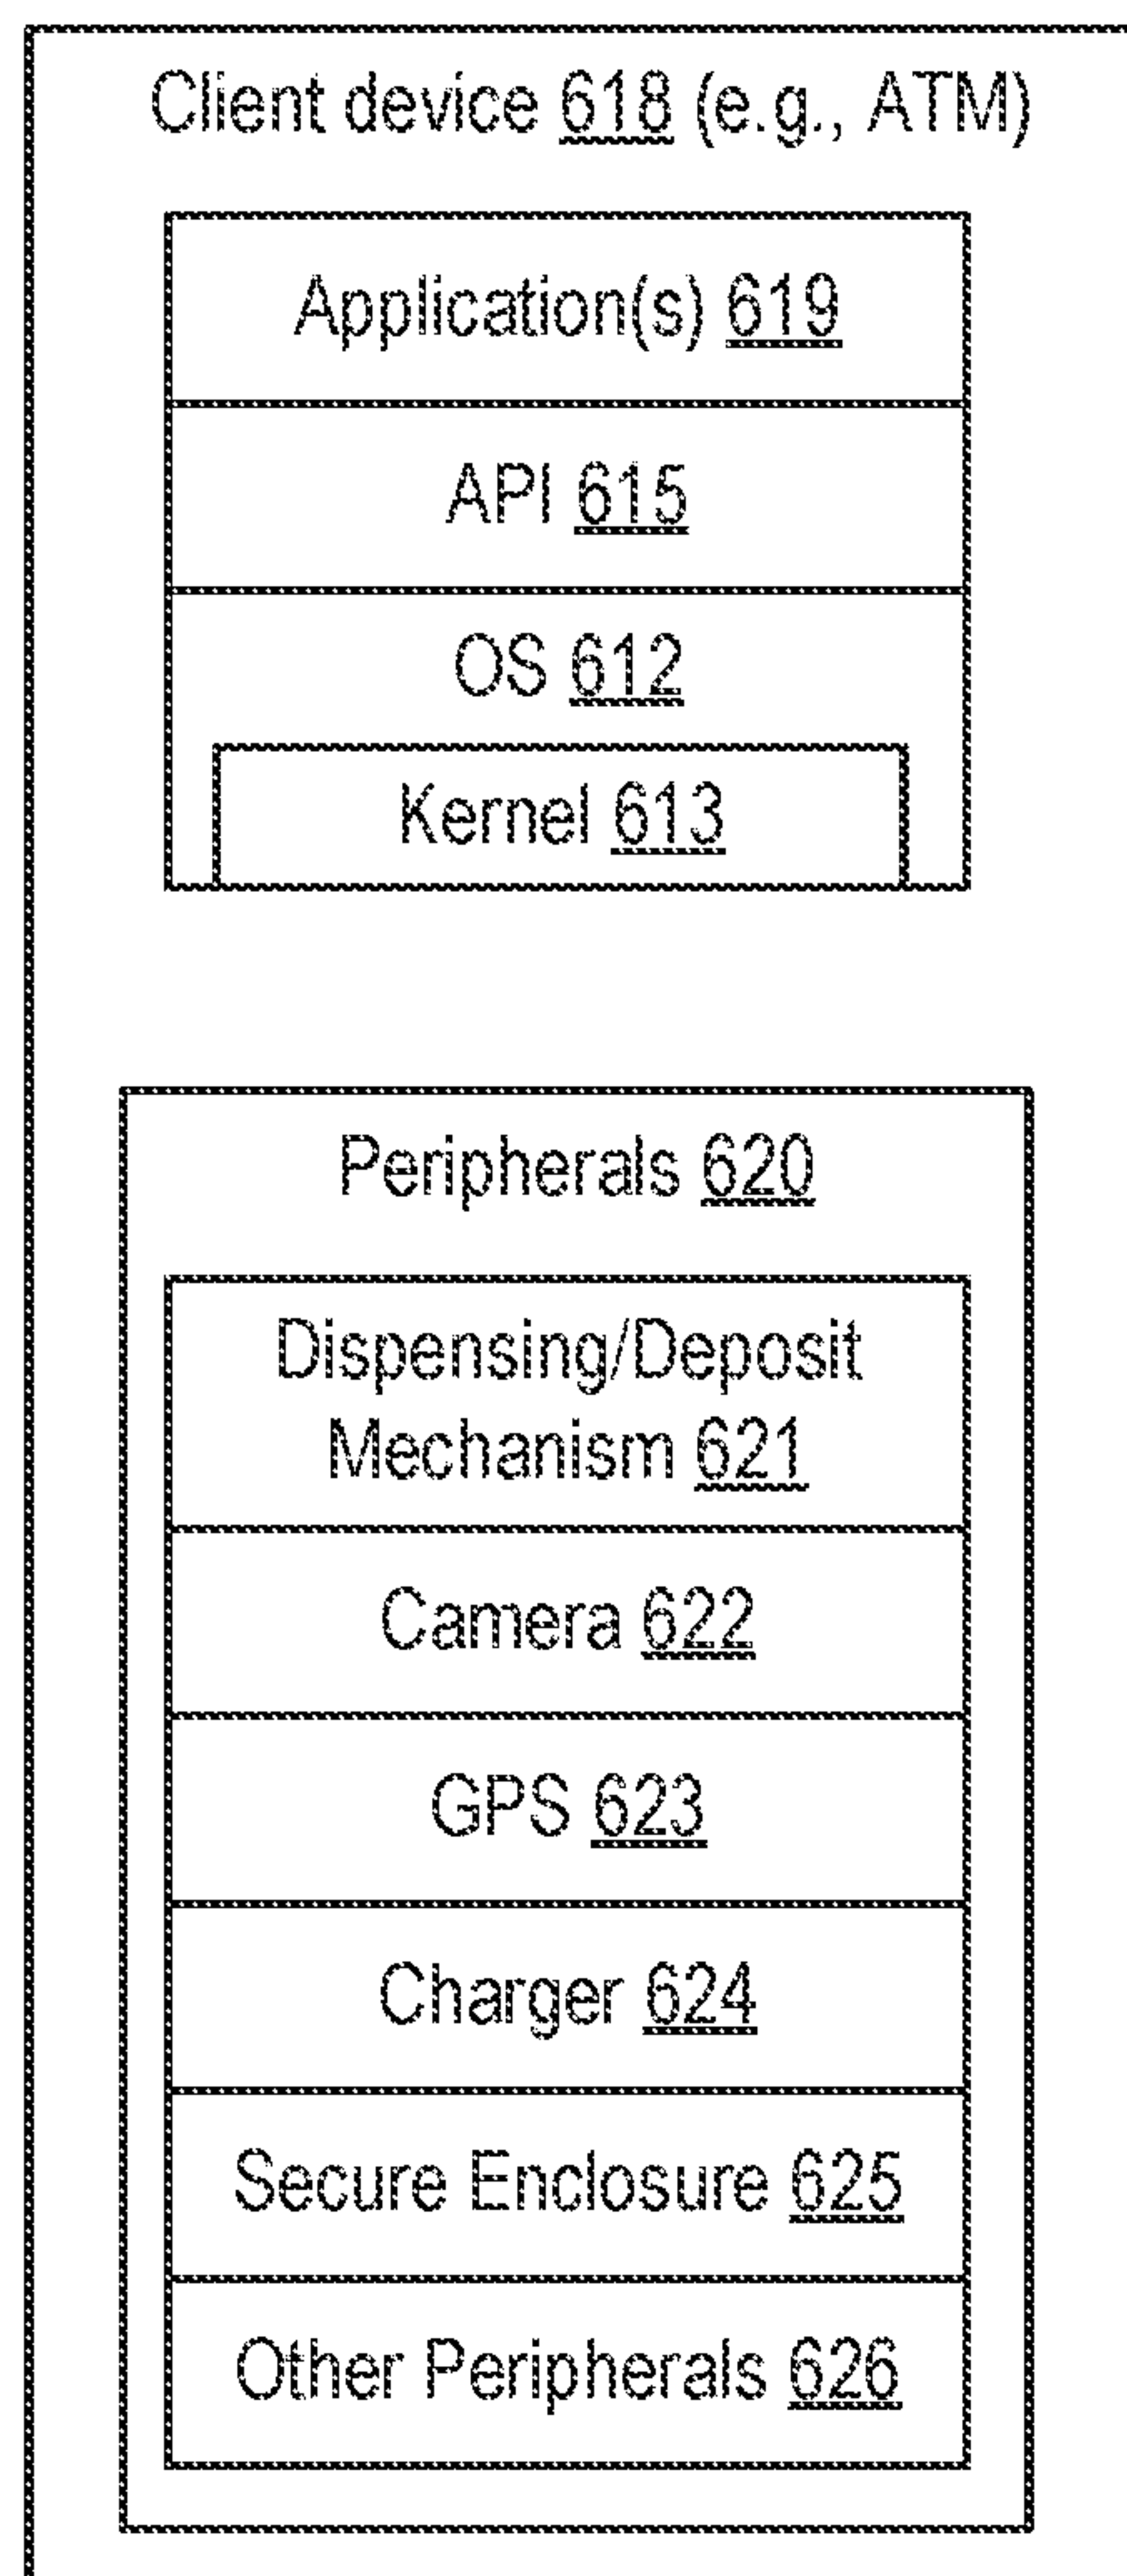 Client device 618 (e.g., ATM)
Application(s) 619
API 615
OS 612
Kernel 613
Peripherals 620
Dispensing/Deposit
Mechanism 621
Camera 622
GPS 623
Charger 624
Secure Enclosure 625
Other Peripherals 626